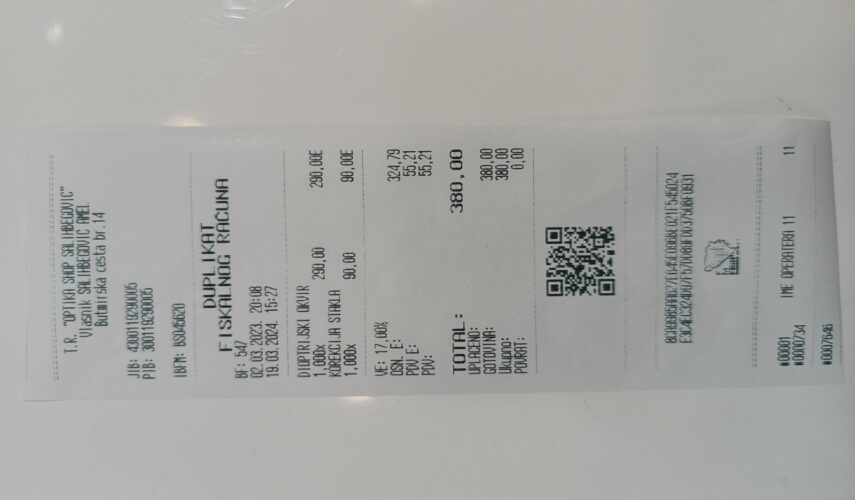 T.R. "OPTIKA SHOP SALIHBEGOVIC"
Vlasnik SALIHBEGOVIC AMEL
Butmirska cesta br.14
JIB: 4300119290005
PIB: 300119290005
IBFM: BS045620
DUPLIKAT
FISKALNOG RAČUNA
BF: 547
02.03.2023. 20:08
19.03.2024. 15:27
DIOPTRIJSKI OKVIR
1,000x 290,00 290,00E
KOREKCIJA STAKLA
1,000x 90,00 90,00E
VE: 17,00%
OSN. E: 324,79
PDV E: 55,21
PDV: 55,21
TOTAL: 380,00
UPLAĆENO:
GOTOVINA: 380,00
Ukupno: 380,00
POVRAT: 0,00
#00001 IME OPERATERA 11 11
#0000734
#0007646